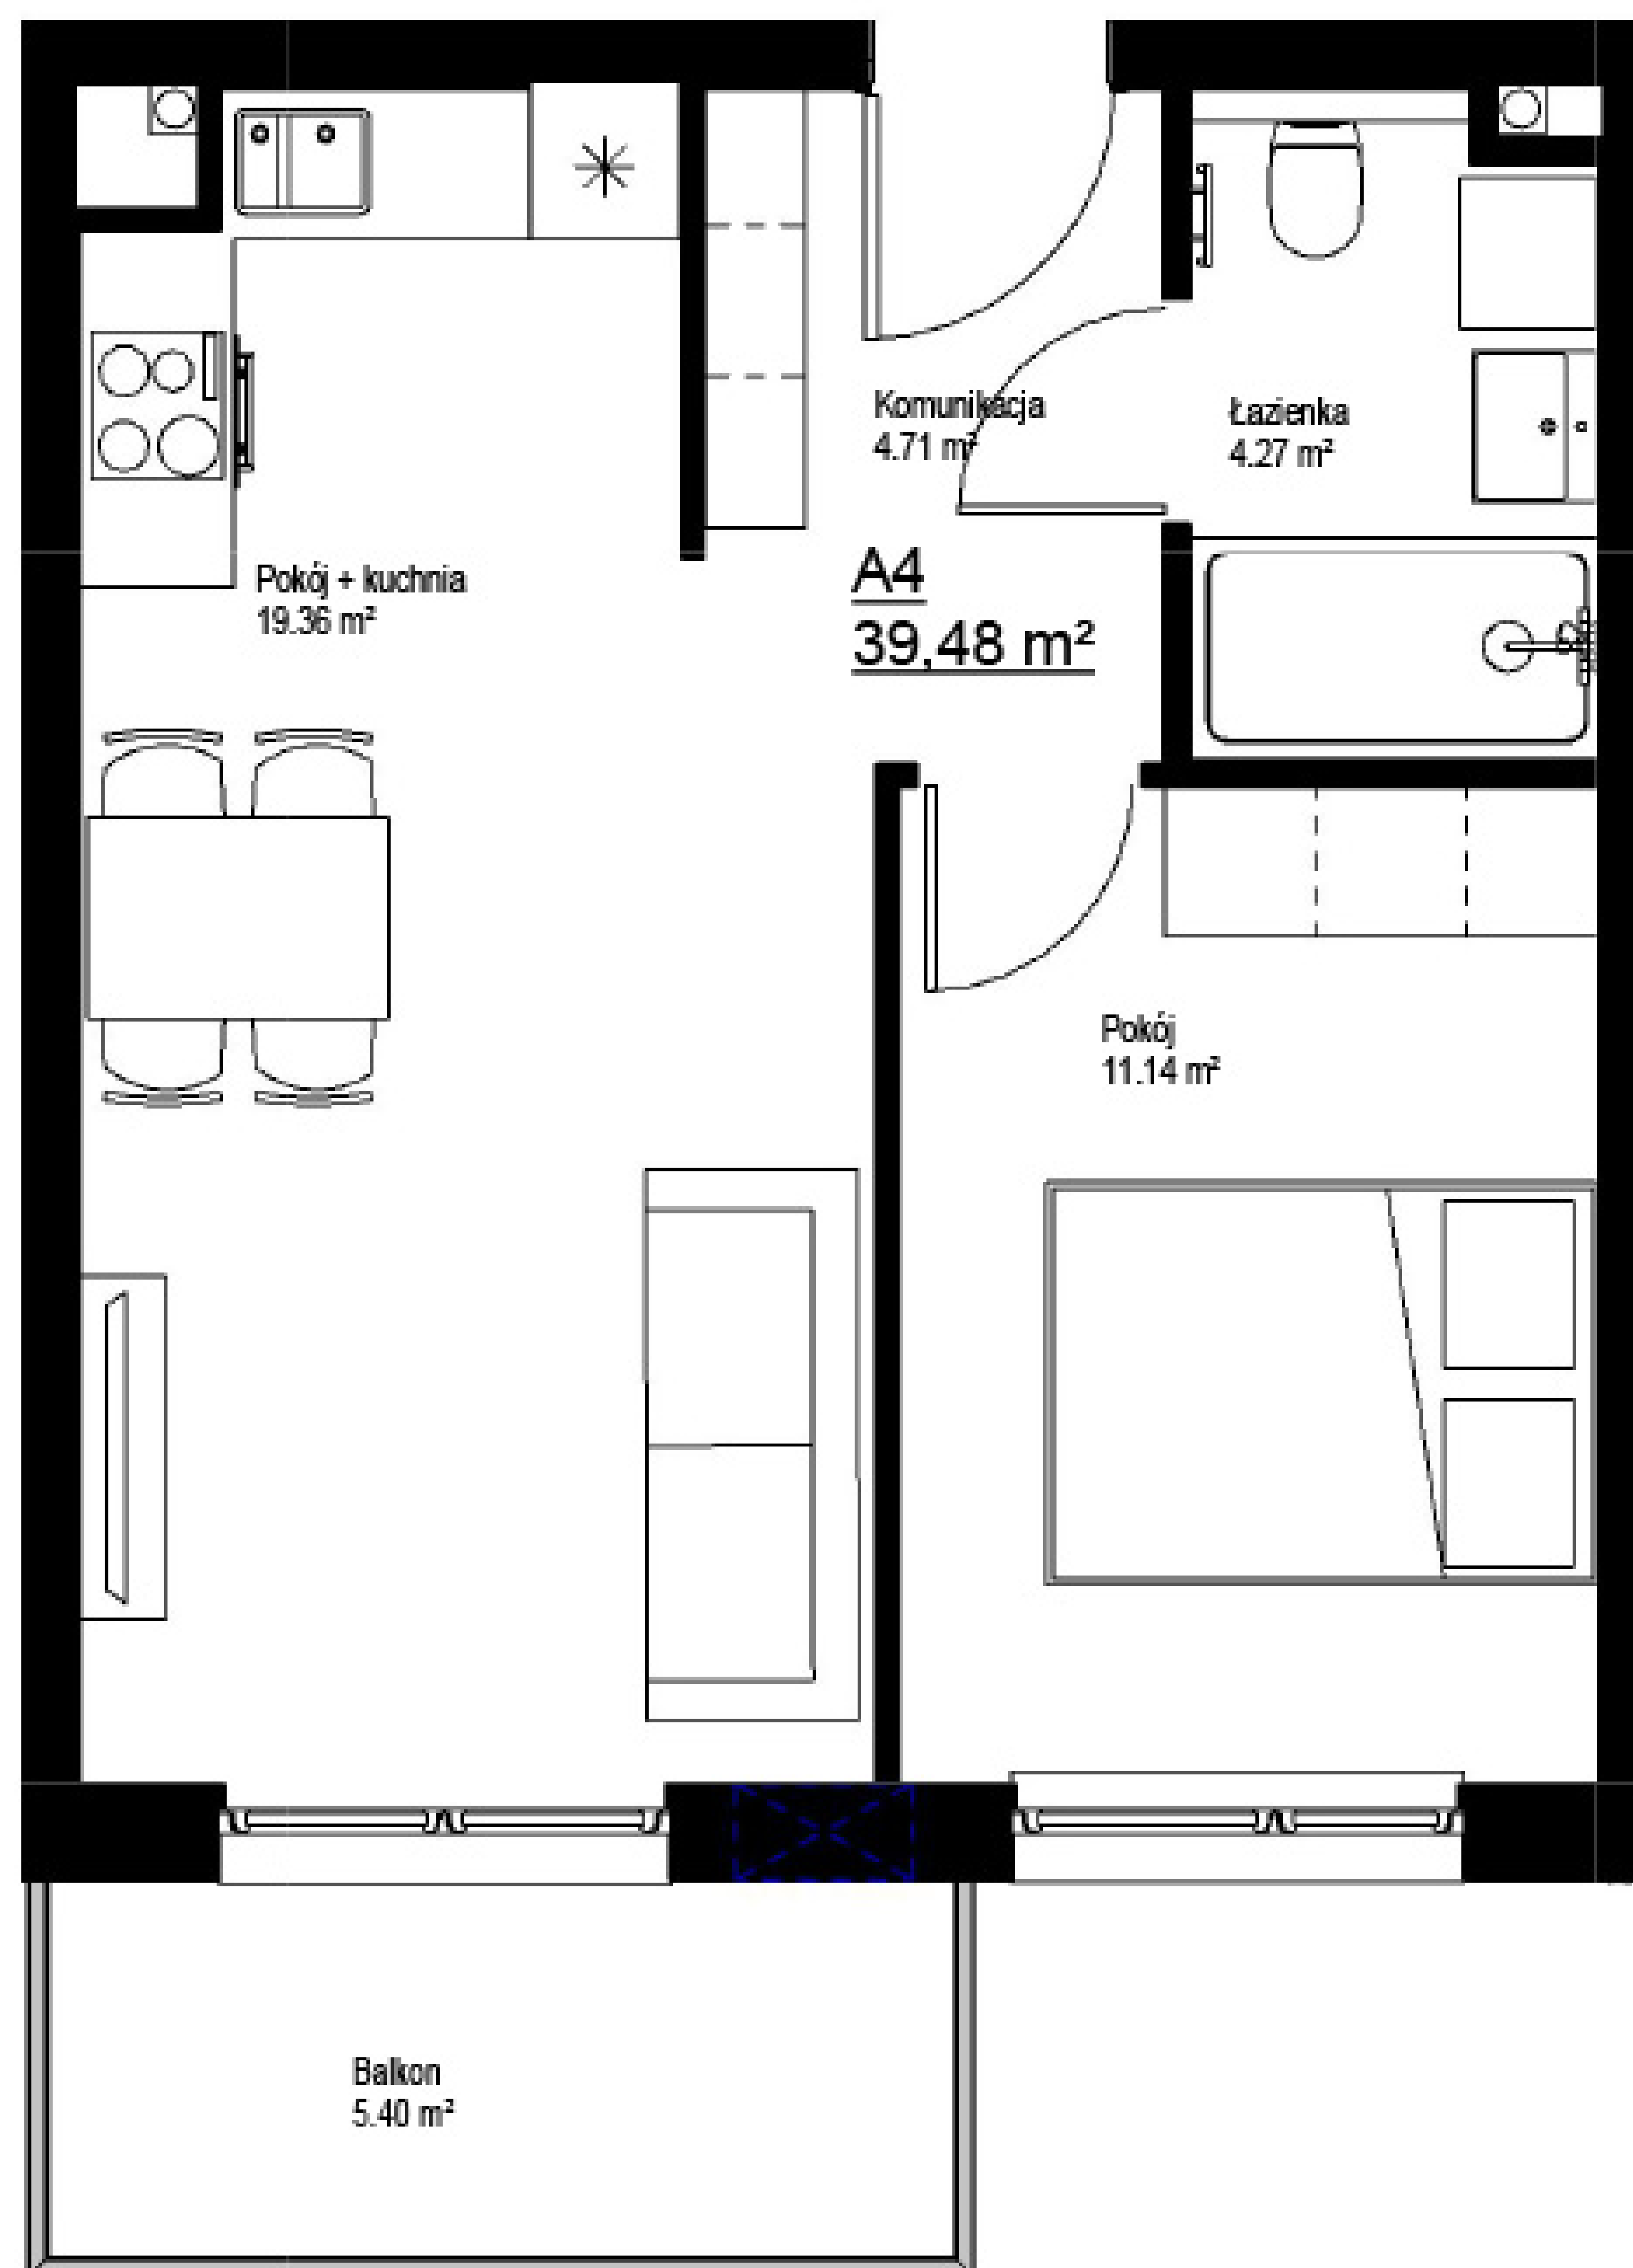 Komunikacja
4.71 m²
Łazienka
4.27 m²
A4
39,48 m²
Pokój + kuchnia
19.36 m²
Pokój
11.14 m²
Balkon
5.40 m²